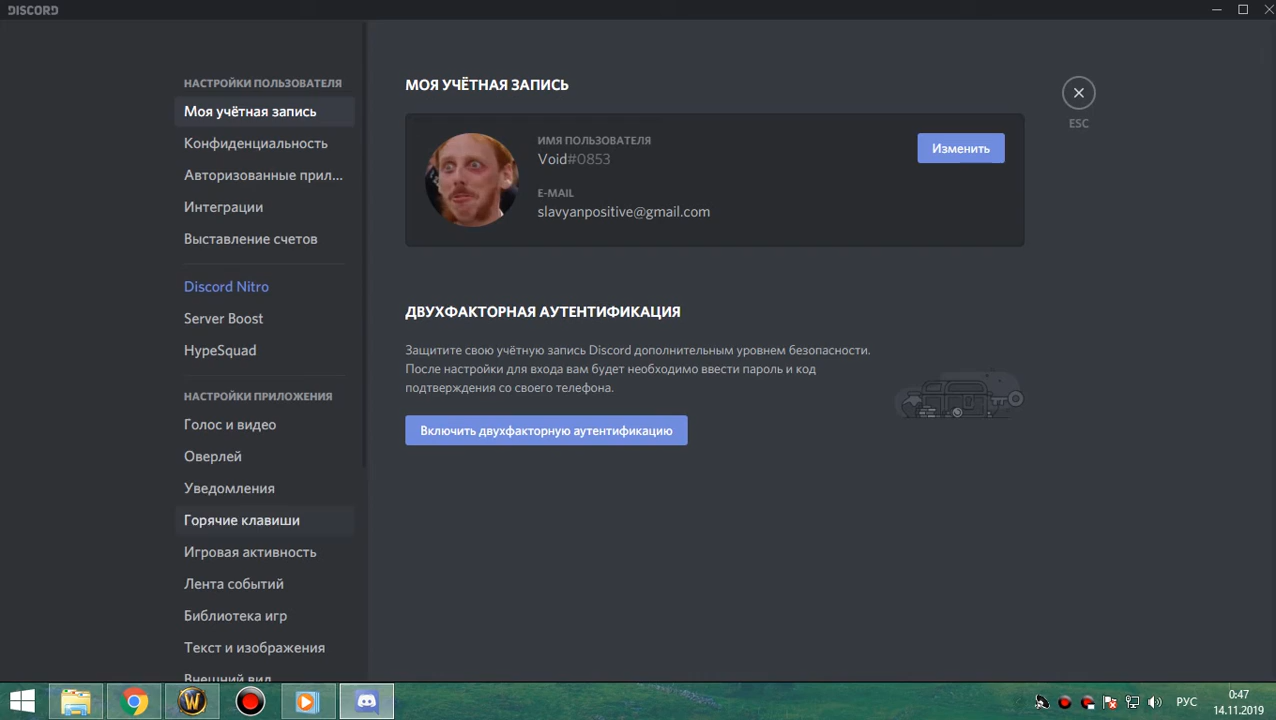 DISCORD
НАСТРОЙКИ ПОЛЬЗОВАТЕЛЯ
Моя учётная запись
Конфиденциальность
Авторизованные прил...
Интеграции
Выставление счетов
Discord Nitro
Server Boost
HypeSquad
НАСТРОЙКИ ПРИЛОЖЕНИЯ
Голос и видео
Оверлей
Уведомления
Горячие клавиши
Игровая активность
Лента событий
Библиотека игр
Текст и изображения
Внешний вид
МОЯ УЧЁТНАЯ ЗАПИСЬ
ИМЯ ПОЛЬЗОВАТЕЛЯ
Void#0853
E-MAIL
slavyanpositive@gmail.com
Изменить
ESC
ДВУХФАКТОРНАЯ АУТЕНТИФИКАЦИЯ
Защитите свою учётную запись Discord дополнительным уровнем безопасности.
После настройки для входа вам будет необходимо ввести пароль и код
подтверждения со своего телефона.
Включить двухфакторную аутентификацию
РУС
0:47
14.11.2019